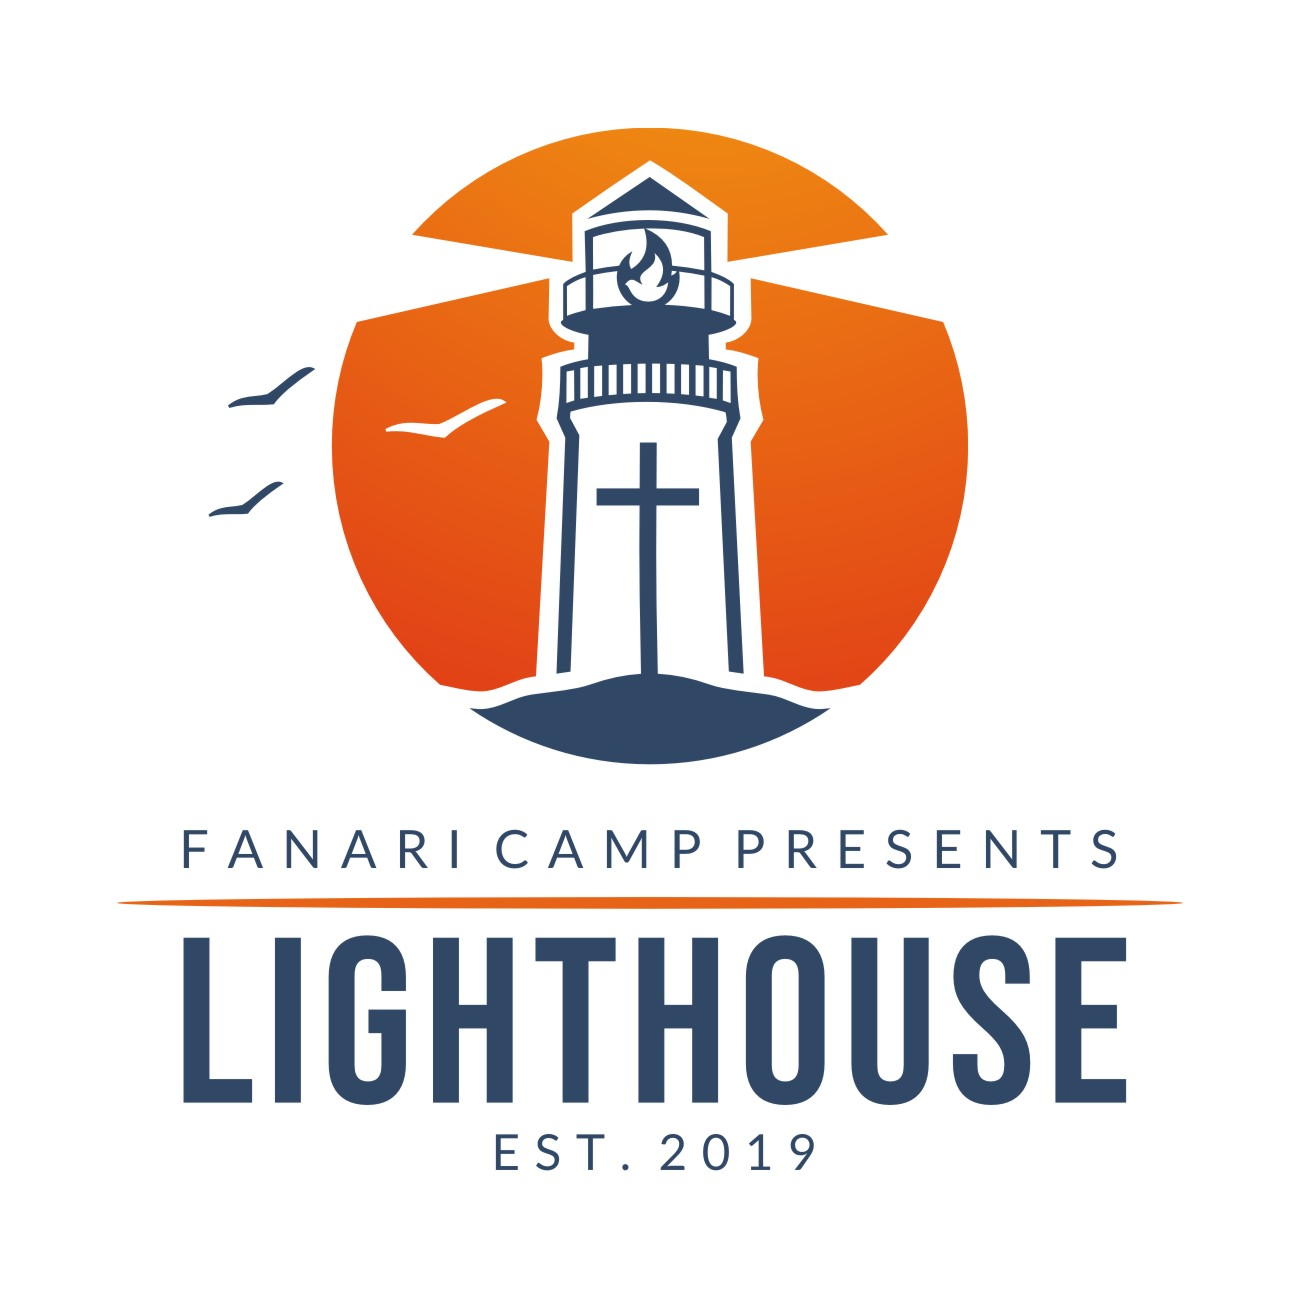 FANARI CAMP PRESENTS
LIGHTHOUSE
EST. 2019